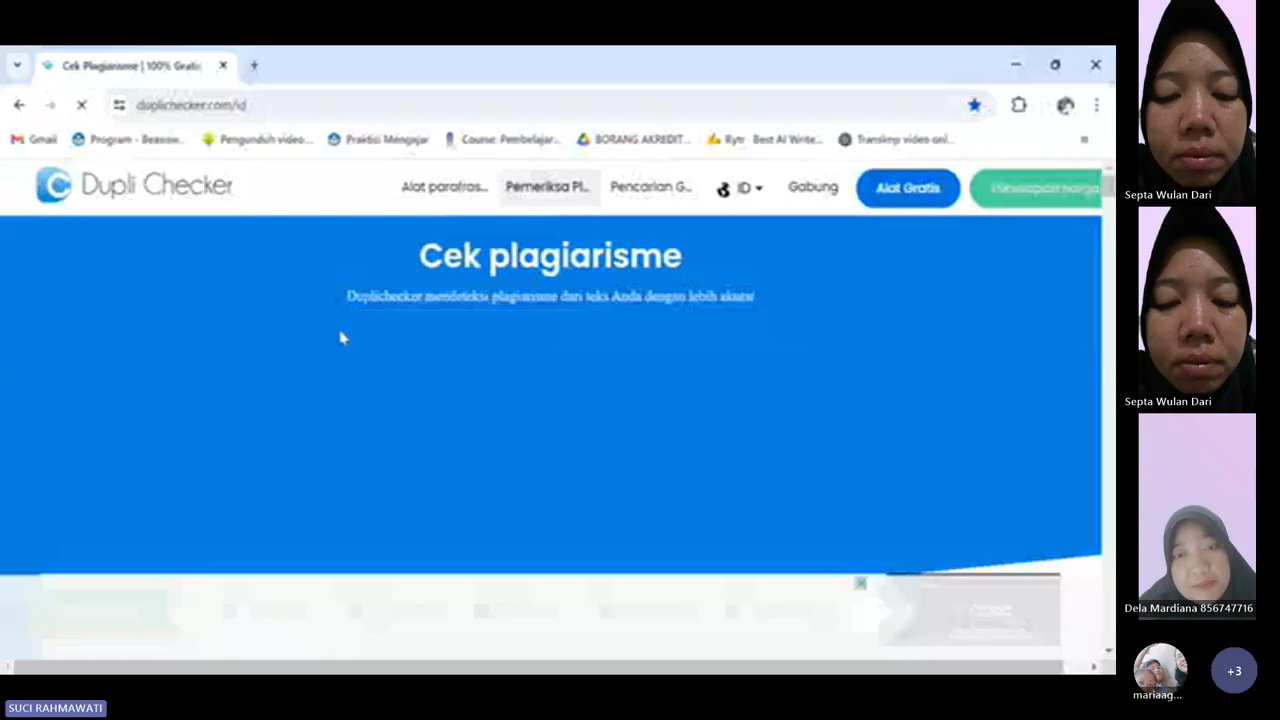 Cek Plagiarisme | 100% Gratis
duplichecker.com/id
Gmail
Program - Beasw...
Pengunduh video...
Praktisi Mengajar
Course: Pembelajar...
BORANG AKREDIT...
Rytr - Best AI Write...
Transkrip video onl...
Dupli Checker
Alat parafras...
Pemeriksa Pl...
Pencarian G...
ID
Gabung
Alat Gratis
Cek plagiarisme
Duplichecker mendeteksi plagiarisme dari teks Anda dengan lebih akurat
Septa Wulan Dari
Septa Wulan Dari
Dela Mardiana 856747716
mariaag...
+3
SUCI RAHMAWATI